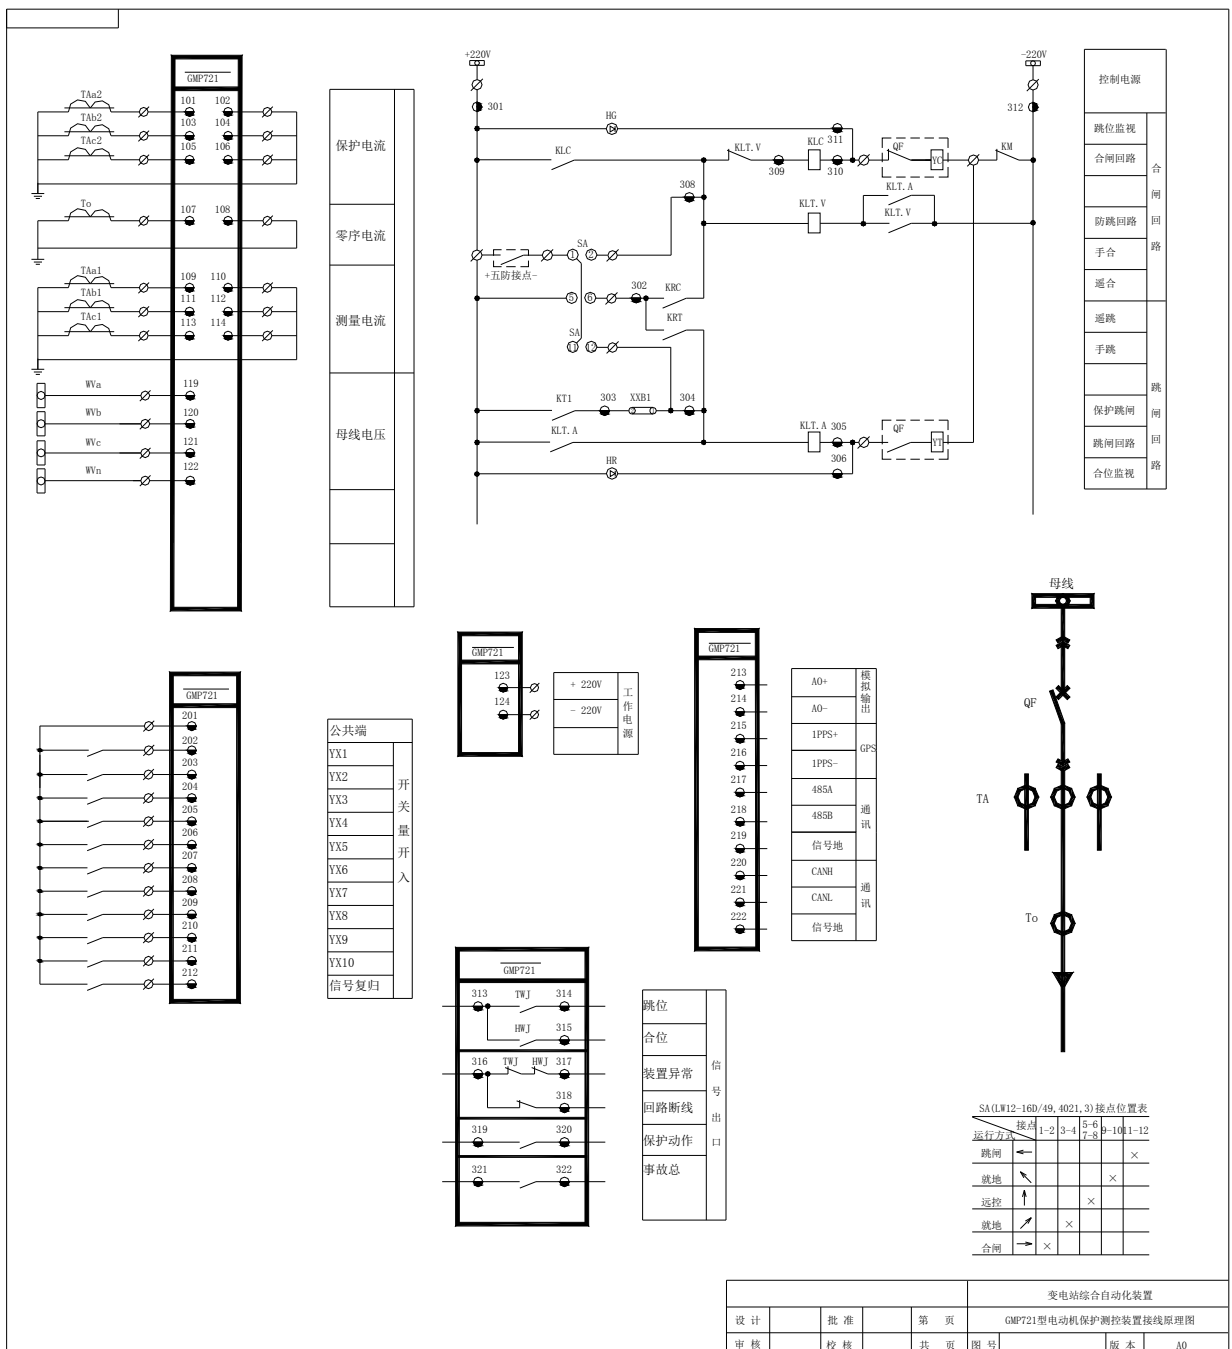 GMP721
TAa2
101 102
TAb2
103 104
TAc2
105 106
To
107 108
TAa1
109 110
TAb1
111 112
TAc1
113 114
WVa
119
WVb
120
WVc
121
WVn
122
保护电流
零序电流
测量电流
母线电压
+220V
-220V
301
312
HG
311
KLC
KLT.V
309
KLC
310
QF
YC
KM
308
KLT.A
KLT.V
KLT.V
SA
1 2
+五防接点-
5 6
302
KRC
KRT
SA
11 12
KT1
303
XXB1
304
KLT.A
KLT.A 305
QF
YT
HR
306
控制电源
跳位监视
合闸回路
防跳回路
手合
遥合
合闸回路
遥跳
手跳
保护跳闸
跳闸回路
合位监视
跳闸回路
GMP721
201
202
203
204
205
206
207
208
209
210
211
212
公共端
YX1
YX2
YX3
YX4
YX5
YX6
YX7
YX8
YX9
YX10
信号复归
开关量开入
GMP721
123
124
+ 220V
- 220V
工作电源
GMP721
213
214
215
216
217
218
219
220
221
222
AO+
AO-
模拟输出
1PPS+
1PPS-
GPS
485A
485B
信号地
通讯
CANH
CANL
信号地
通讯
母线
QF
TA
To
GMP721
313 TWJ 314
HWJ 315
316 TWJ HWJ 317
318
319 320
321 322
跳位
合位
装置异常
回路断线
保护动作
事故总
信号出口
SA(LW12-16D/49,4021,3)接点位置表
接点
运行方式
1-2 3-4 5-6 7-8 9-10 11-12
跳闸 ← ×
就地 ↖ ×
远控 ↑ ×
就地 ↗ ×
合闸 → ×
变电站综合自动化装置
设 计 批 准 第 页 GMP721型电动机保护测控装置接线原理图
审 核 校 核 共 页 图 号 版 本 A0